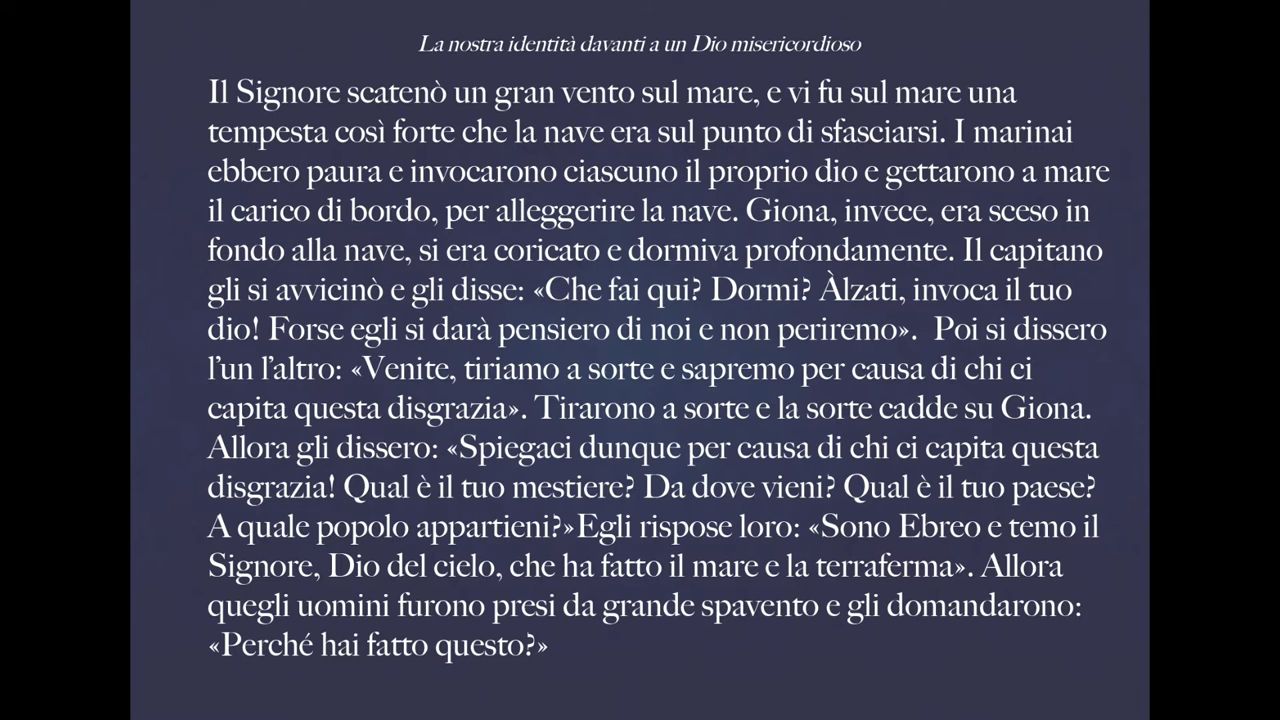 La nostra identità davanti a un Dio misericordioso
Il Signore scatenò un gran vento sul mare, e vi fu sul mare una
tempesta così forte che la nave era sul punto di sfasciarsi. I marinai
ebbero paura e invocarono ciascuno il proprio dio e gettarono a mare
il carico di bordo, per alleggerire la nave. Giona, invece, era sceso in
fondo alla nave, si era coricato e dormiva profondamente. Il capitano
gli si avvicinò e gli disse: «Che fai qui? Dormi? Àlzati, invoca il tuo
dio! Forse egli si darà pensiero di noi e non periremo».  Poi si dissero
l’un l’altro: «Venite, tiriamo a sorte e sapremo per causa di chi ci
capita questa disgrazia». Tirarono a sorte e la sorte cadde su Giona.
Allora gli dissero: «Spiegaci dunque per causa di chi ci capita questa
disgrazia! Qual è il tuo mestiere? Da dove vieni? Qual è il tuo paese?
A quale popolo appartieni?»Egli rispose loro: «Sono Ebreo e temo il
Signore, Dio del cielo, che ha fatto il mare e la terraferma». Allora
quegli uomini furono presi da grande spavento e gli domandarono:
«Perché hai fatto questo?»